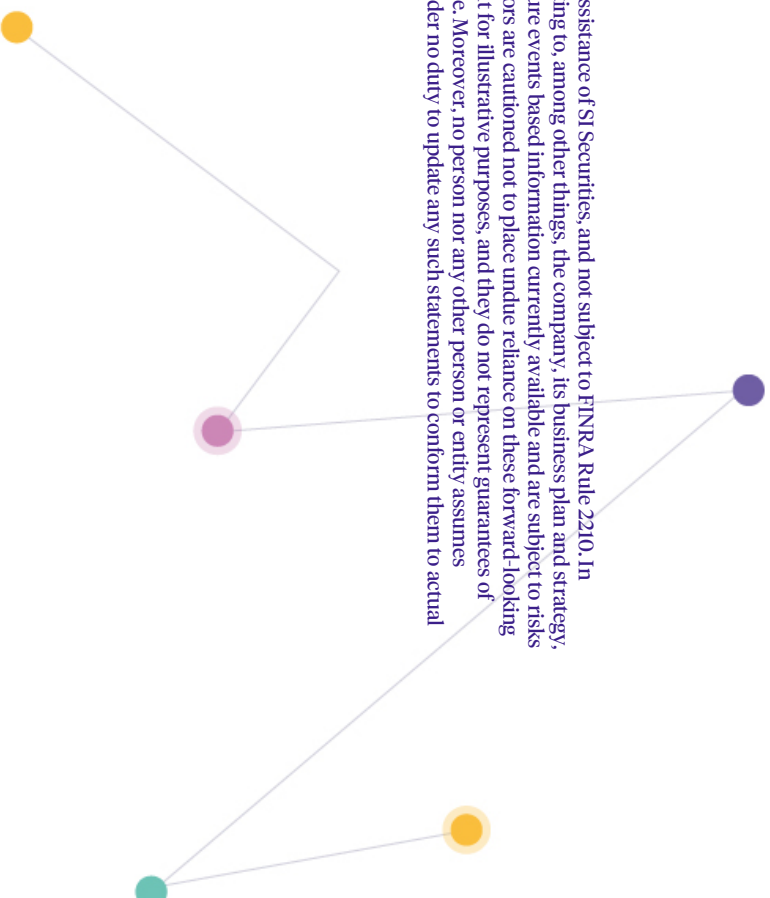 ssistance of SI Securities, and not subject to FINRA Rule 2210. In
ing to, among other things, the company, its business plan and strategy,
re events based information currently available and are subject to risks
ors are cautioned not to place undue reliance on these forward-looking
t for illustrative purposes, and they do not represent guarantees of
e. Moreover, no person nor any other person or entity assumes
der no duty to update any such statements to conform them to actual